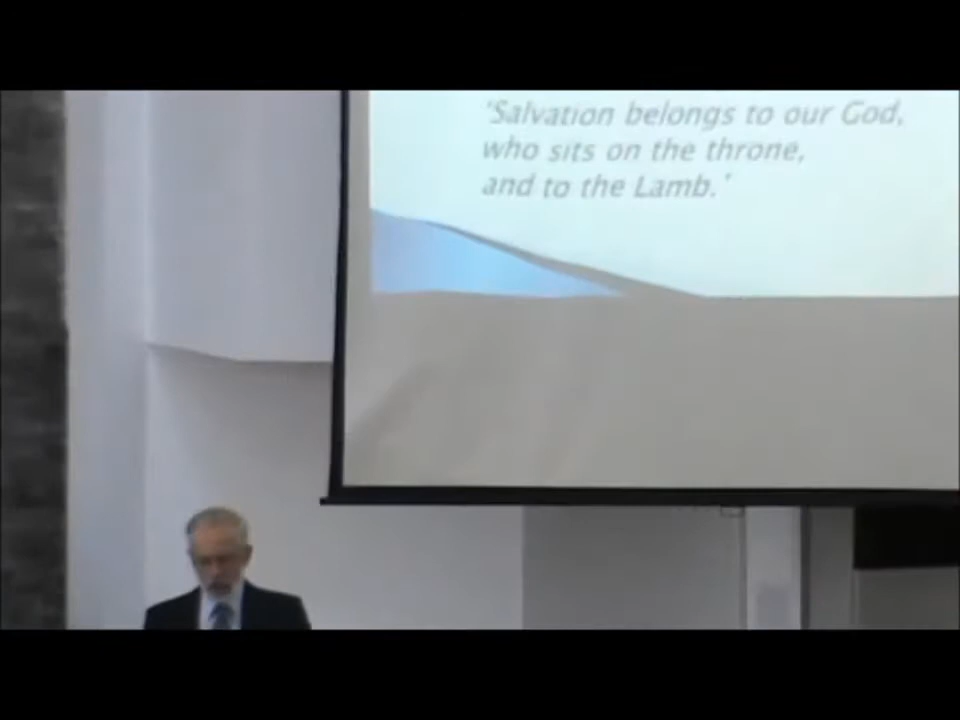 'Salvation belongs to our God,
who sits on the throne,
and to the Lamb.'